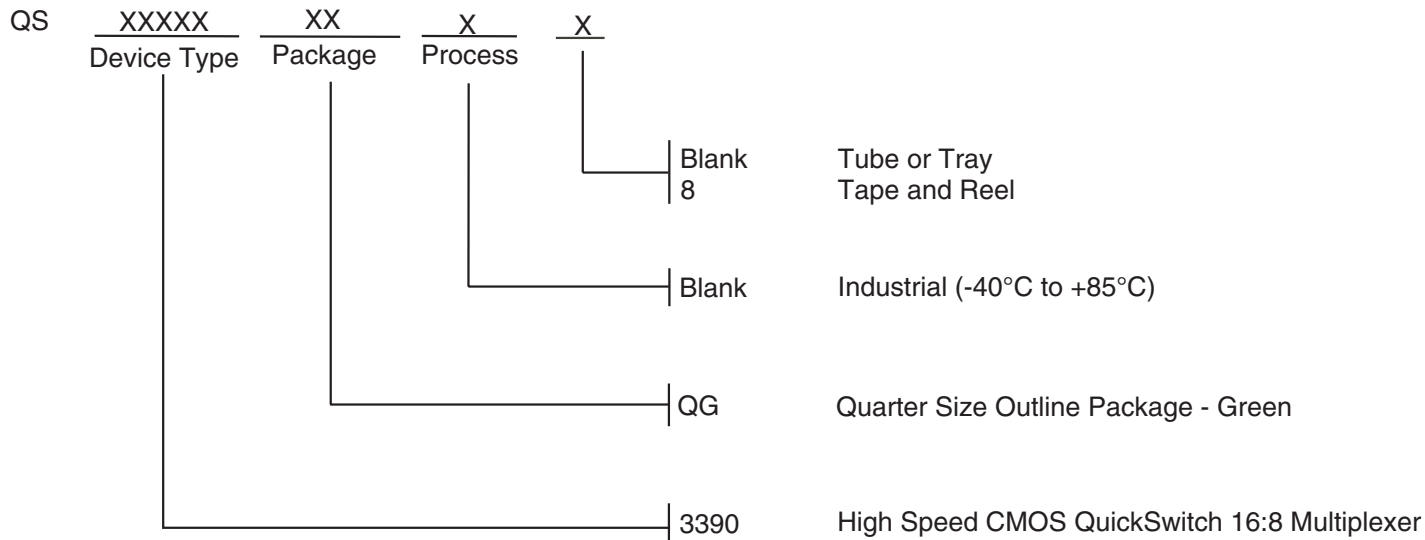 QS XXXXX XX X X
Device Type Package Process
Blank Tube or Tray
8 Tape and Reel
Blank Industrial (-40°C to +85°C)
QG Quarter Size Outline Package - Green
3390 High Speed CMOS QuickSwitch 16:8 Multiplexer